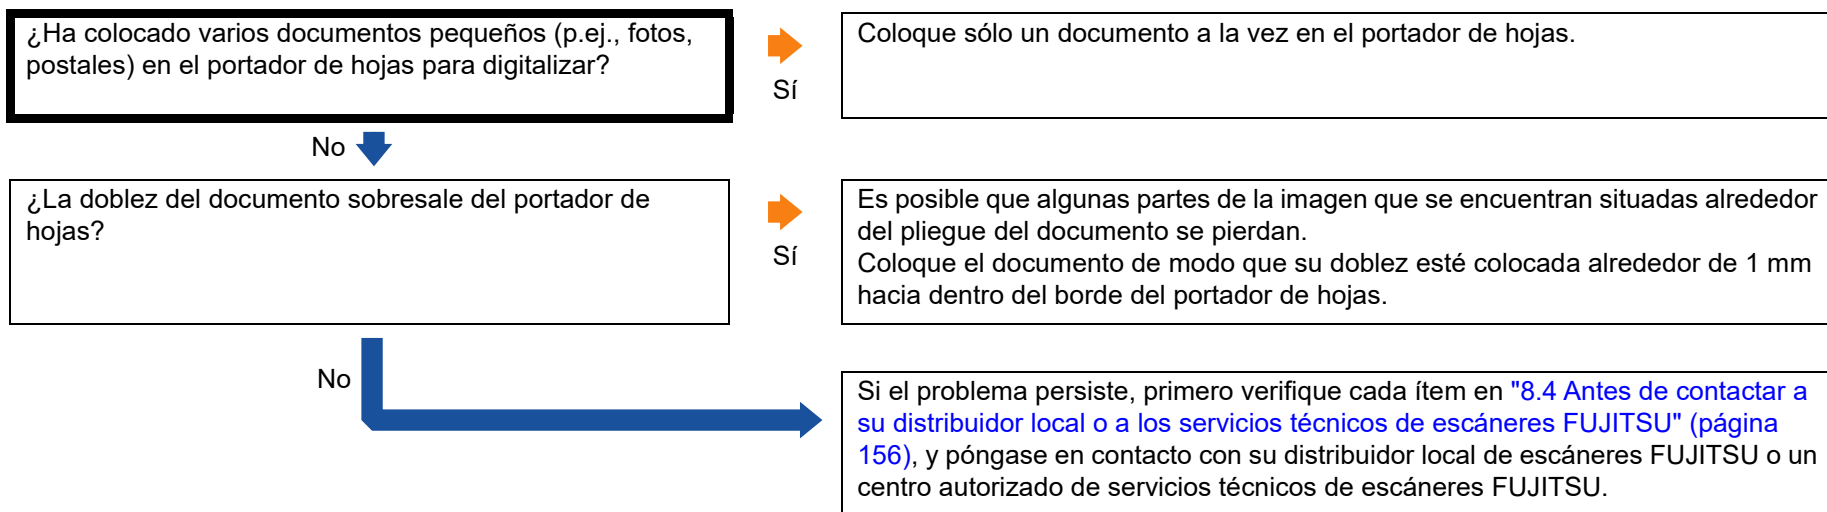 ¿Ha colocado varios documentos pequeños (p.ej., fotos,
postales) en el portador de hojas para digitalizar?
Sí
Coloque sólo un documento a la vez en el portador de hojas.
No
¿La doblez del documento sobresale del portador de
hojas?
Sí
Es posible que algunas partes de la imagen que se encuentran situadas alrededor
del pliegue del documento se pierdan.
Coloque el documento de modo que su doblez esté colocada alrededor de 1 mm
hacia dentro del borde del portador de hojas.
No
Si el problema persiste, primero verifique cada ítem en "8.4 Antes de contactar a
su distribuidor local o a los servicios técnicos de escáneres FUJITSU" (página
156), y póngase en contacto con su distribuidor local de escáneres FUJITSU o un
centro autorizado de servicios técnicos de escáneres FUJITSU.